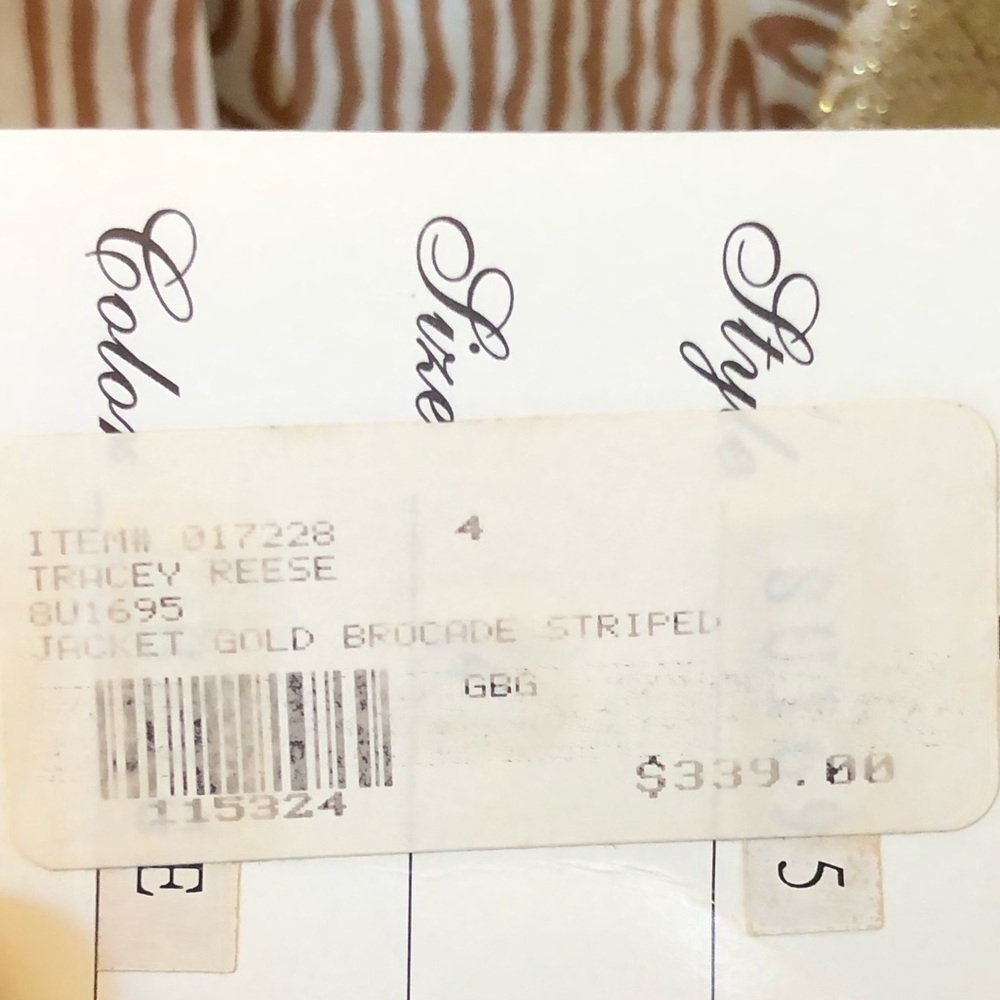 Color
Size
Style
ITEM# 017228 4
TRACEY REESE
8U1695
JACKET GOLD BROCADE STRIPED
GBG
$339.00
115324
E
5